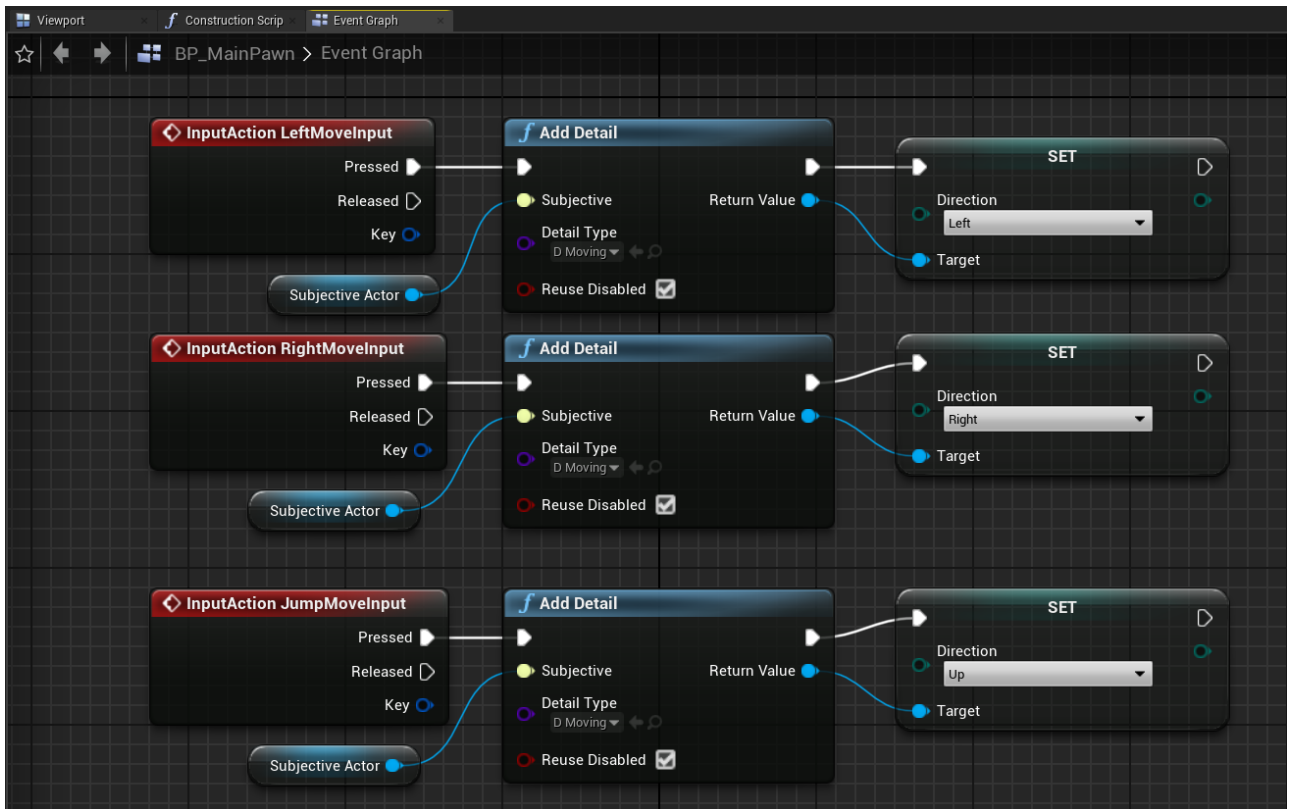 Viewport
Construction Scrip
Event Graph
BP_MainPawn > Event Graph
InputAction LeftMoveInput
Pressed
Released
Key
Subjective Actor
Add Detail
Subjective
Return Value
Detail Type
D Moving
Reuse Disabled
SET
Direction
Left
Target
InputAction RightMoveInput
Pressed
Released
Key
Subjective Actor
Add Detail
Subjective
Return Value
Detail Type
D Moving
Reuse Disabled
SET
Direction
Right
Target
InputAction JumpMoveInput
Pressed
Released
Key
Subjective Actor
Add Detail
Subjective
Return Value
Detail Type
D Moving
Reuse Disabled
SET
Direction
Up
Target